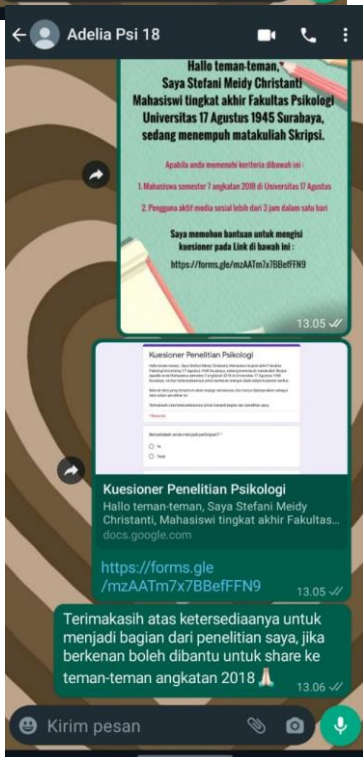 Adelia Psi 18
Hallo teman-teman,
Saya Stefani Meidy Christanti
Mahasiswi tingkat akhir Fakultas Psikologi
Universitas 17 Agustus 1945 Surabaya,
sedang menempuh matakuliah Skripsi.
Apabila anda memenuhi keriteria dibawah ini :
1. Mahasiswa semester 7 angkatan 2018 di Universitas 17 Agustus
2. Pengguna aktif media sosial lebih dari 3 jam dalam satu hari
Saya memohon bantuan untuk mengisi
kuesioner pada Link di bawah ini :
https://forms.gle/mzAATm7x7BBefFFN9
13.05
Kuesioner Penelitian Psikologi
Kuesioner Penelitian Psikologi
Hallo teman-teman, Saya Stefani Meidy
Christanti, Mahasiswi tingkat akhir Fakultas...
docs.google.com
https://forms.gle
/mzAATm7x7BBefFFN9
13.05
Terimakasih atas ketersediaanya untuk
menjadi bagian dari penelitian saya, jika
berkenan boleh dibantu untuk share ke
teman-teman angkatan 2018 🙏🏻
13.06
Kirim pesan